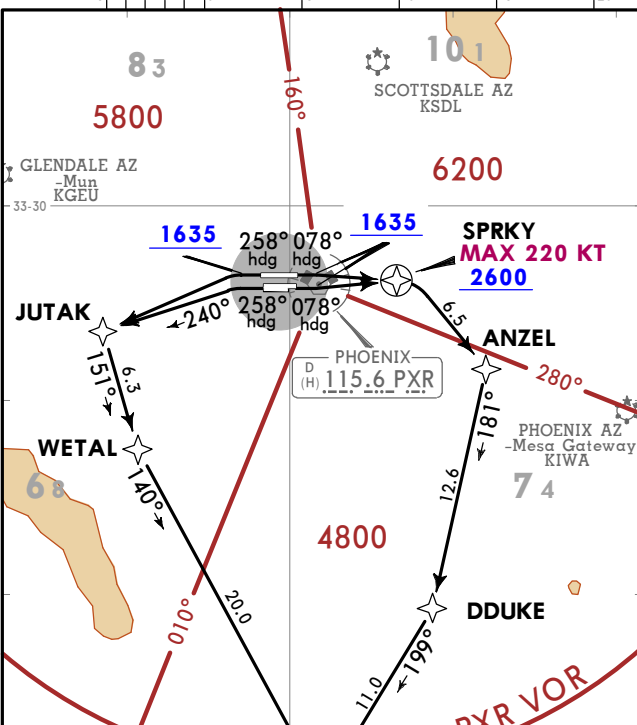 8 3
10 1
SCOTTSDALE AZ
KSDL
5800
160°
6200
GLENDALE AZ
-Mun
KGEU
33-30
1635
258° 078°
hdg hdg
1635
SPRKY
MAX 220 KT
2600
JUTAK
240°
258° 078°
hdg hdg
6.5
ANZEL
151°
6.3
PHOENIX
D
(H) 115.6 PXR
280°
181°
PHOENIX AZ
-Mesa Gateway
KIWA
WETAL
140°
6 8
12.6
7 4
4800
20.0
010°
DDUKE
199°
11.0
PXR VOR